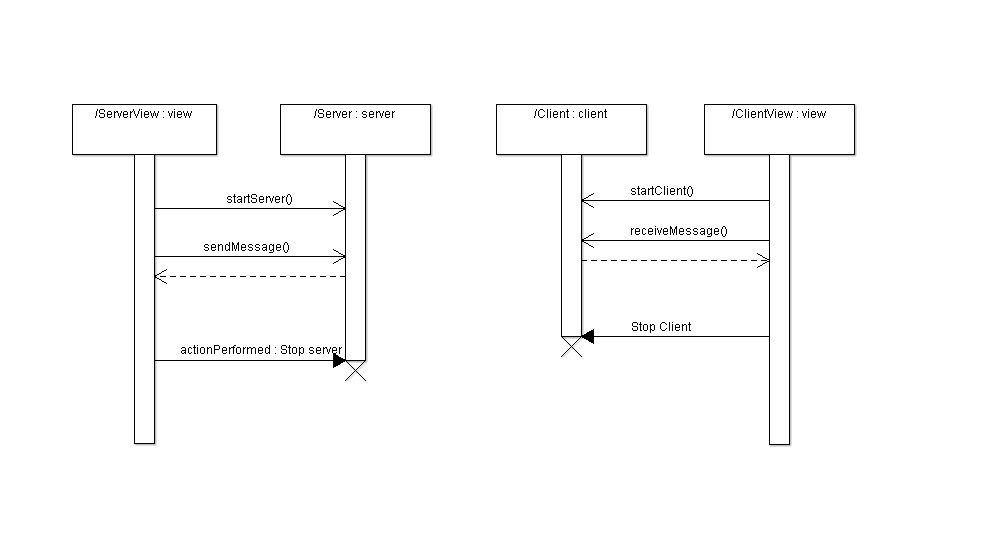 /ServerView : view
/Server : server
/Client : client
/ClientView : view
startServer()
startClient()
sendMessage()
receiveMessage()
actionPerformed : Stop server
Stop Client